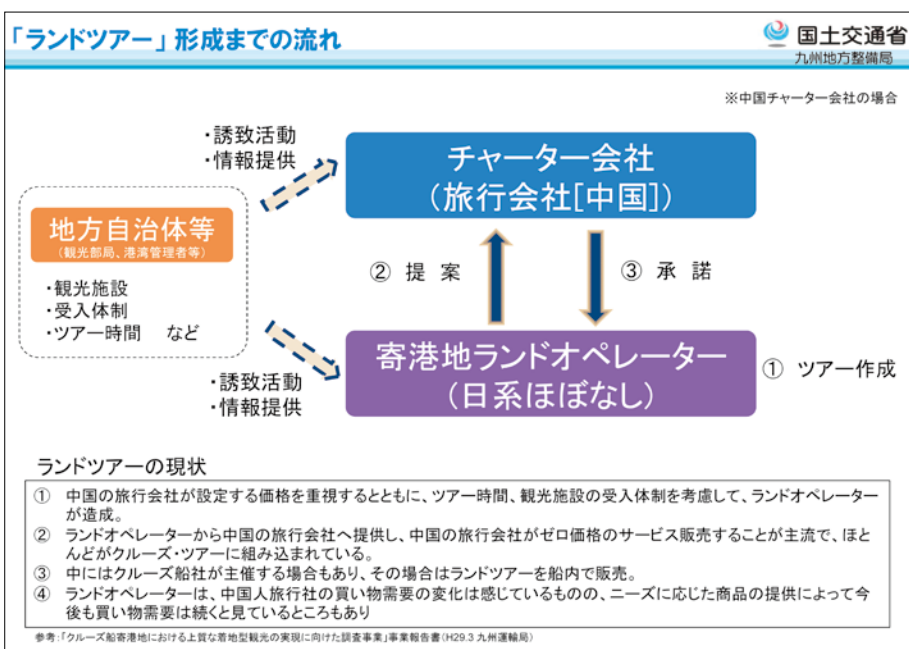 「ランドツアー」形成までの流れ
国土交通省
九州地方整備局
※中国チャーター会社の場合
・誘致活動
・情報提供
チャーター会社
(旅行会社[中国])
地方自治体等
(観光部局、港湾管理者等)
・観光施設
・受入体制
・ツアー時間 など
② 提 案
③ 承 諾
・誘致活動
・情報提供
寄港地ランドオペレーター
(日系ほぼなし)
① ツアー作成
ランドツアーの現状
① 中国の旅行会社が設定する価格を重視するとともに、ツアー時間、観光施設の受入体制を考慮して、ランドオペレーター
が造成。
② ランドオペレーターから中国の旅行会社へ提供し、中国の旅行会社がゼロ価格のサービス販売することが主流で、ほと
んどがクルーズ・ツアーに組み込まれている。
③ 中にはクルーズ船社が主催する場合もあり、その場合はランドツアーを船内で販売。
④ ランドオペレーターは、中国人旅行社の買い物需要の変化は感じているものの、ニーズに応じた商品の提供によって今
後も買い物需要は続くと見ているところもあり
参考:「クルーズ船寄港地における上質な着地型観光の実現に向けた調査事業」事業報告書(H29.3 九州運輸局)